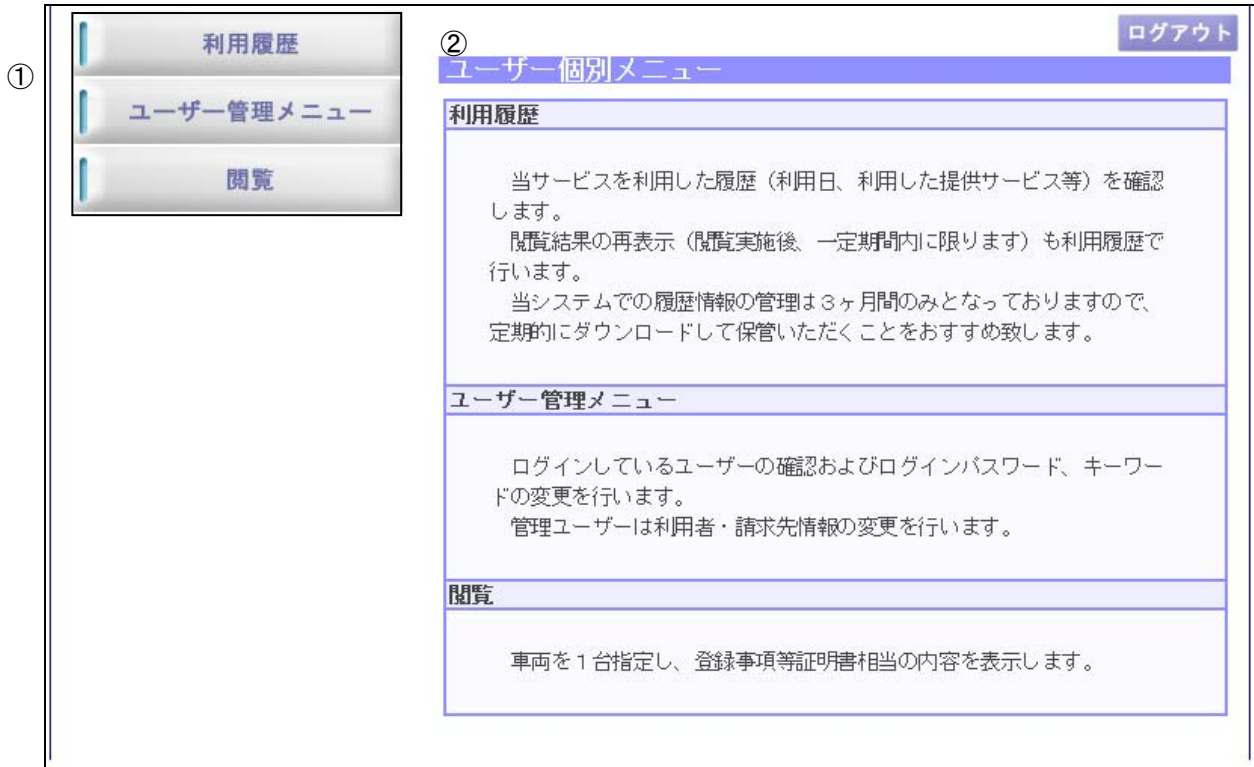 ①
利用履歴
ユーザー管理メニュー
閲覧
ログアウト
②
ユーザー個別メニュー
利用履歴
当サービスを利用した履歴（利用日、利用した提供サービス等）を確認
します。
閲覧結果の再表示（閲覧実施後、一定期間内に限ります）も利用履歴で
行います。
当システムでの履歴情報の管理は３ヶ月間のみとなっておりますので、
定期的にダウンロードして保管いただくことをおすすめ致します。
ユーザー管理メニュー
ログインしているユーザーの確認およびログインパスワード、キーワー
ドの変更を行います。
管理ユーザーは利用者・請求先情報の変更を行います。
閲覧
車両を１台指定し、登録事項等証明書相当の内容を表示します。